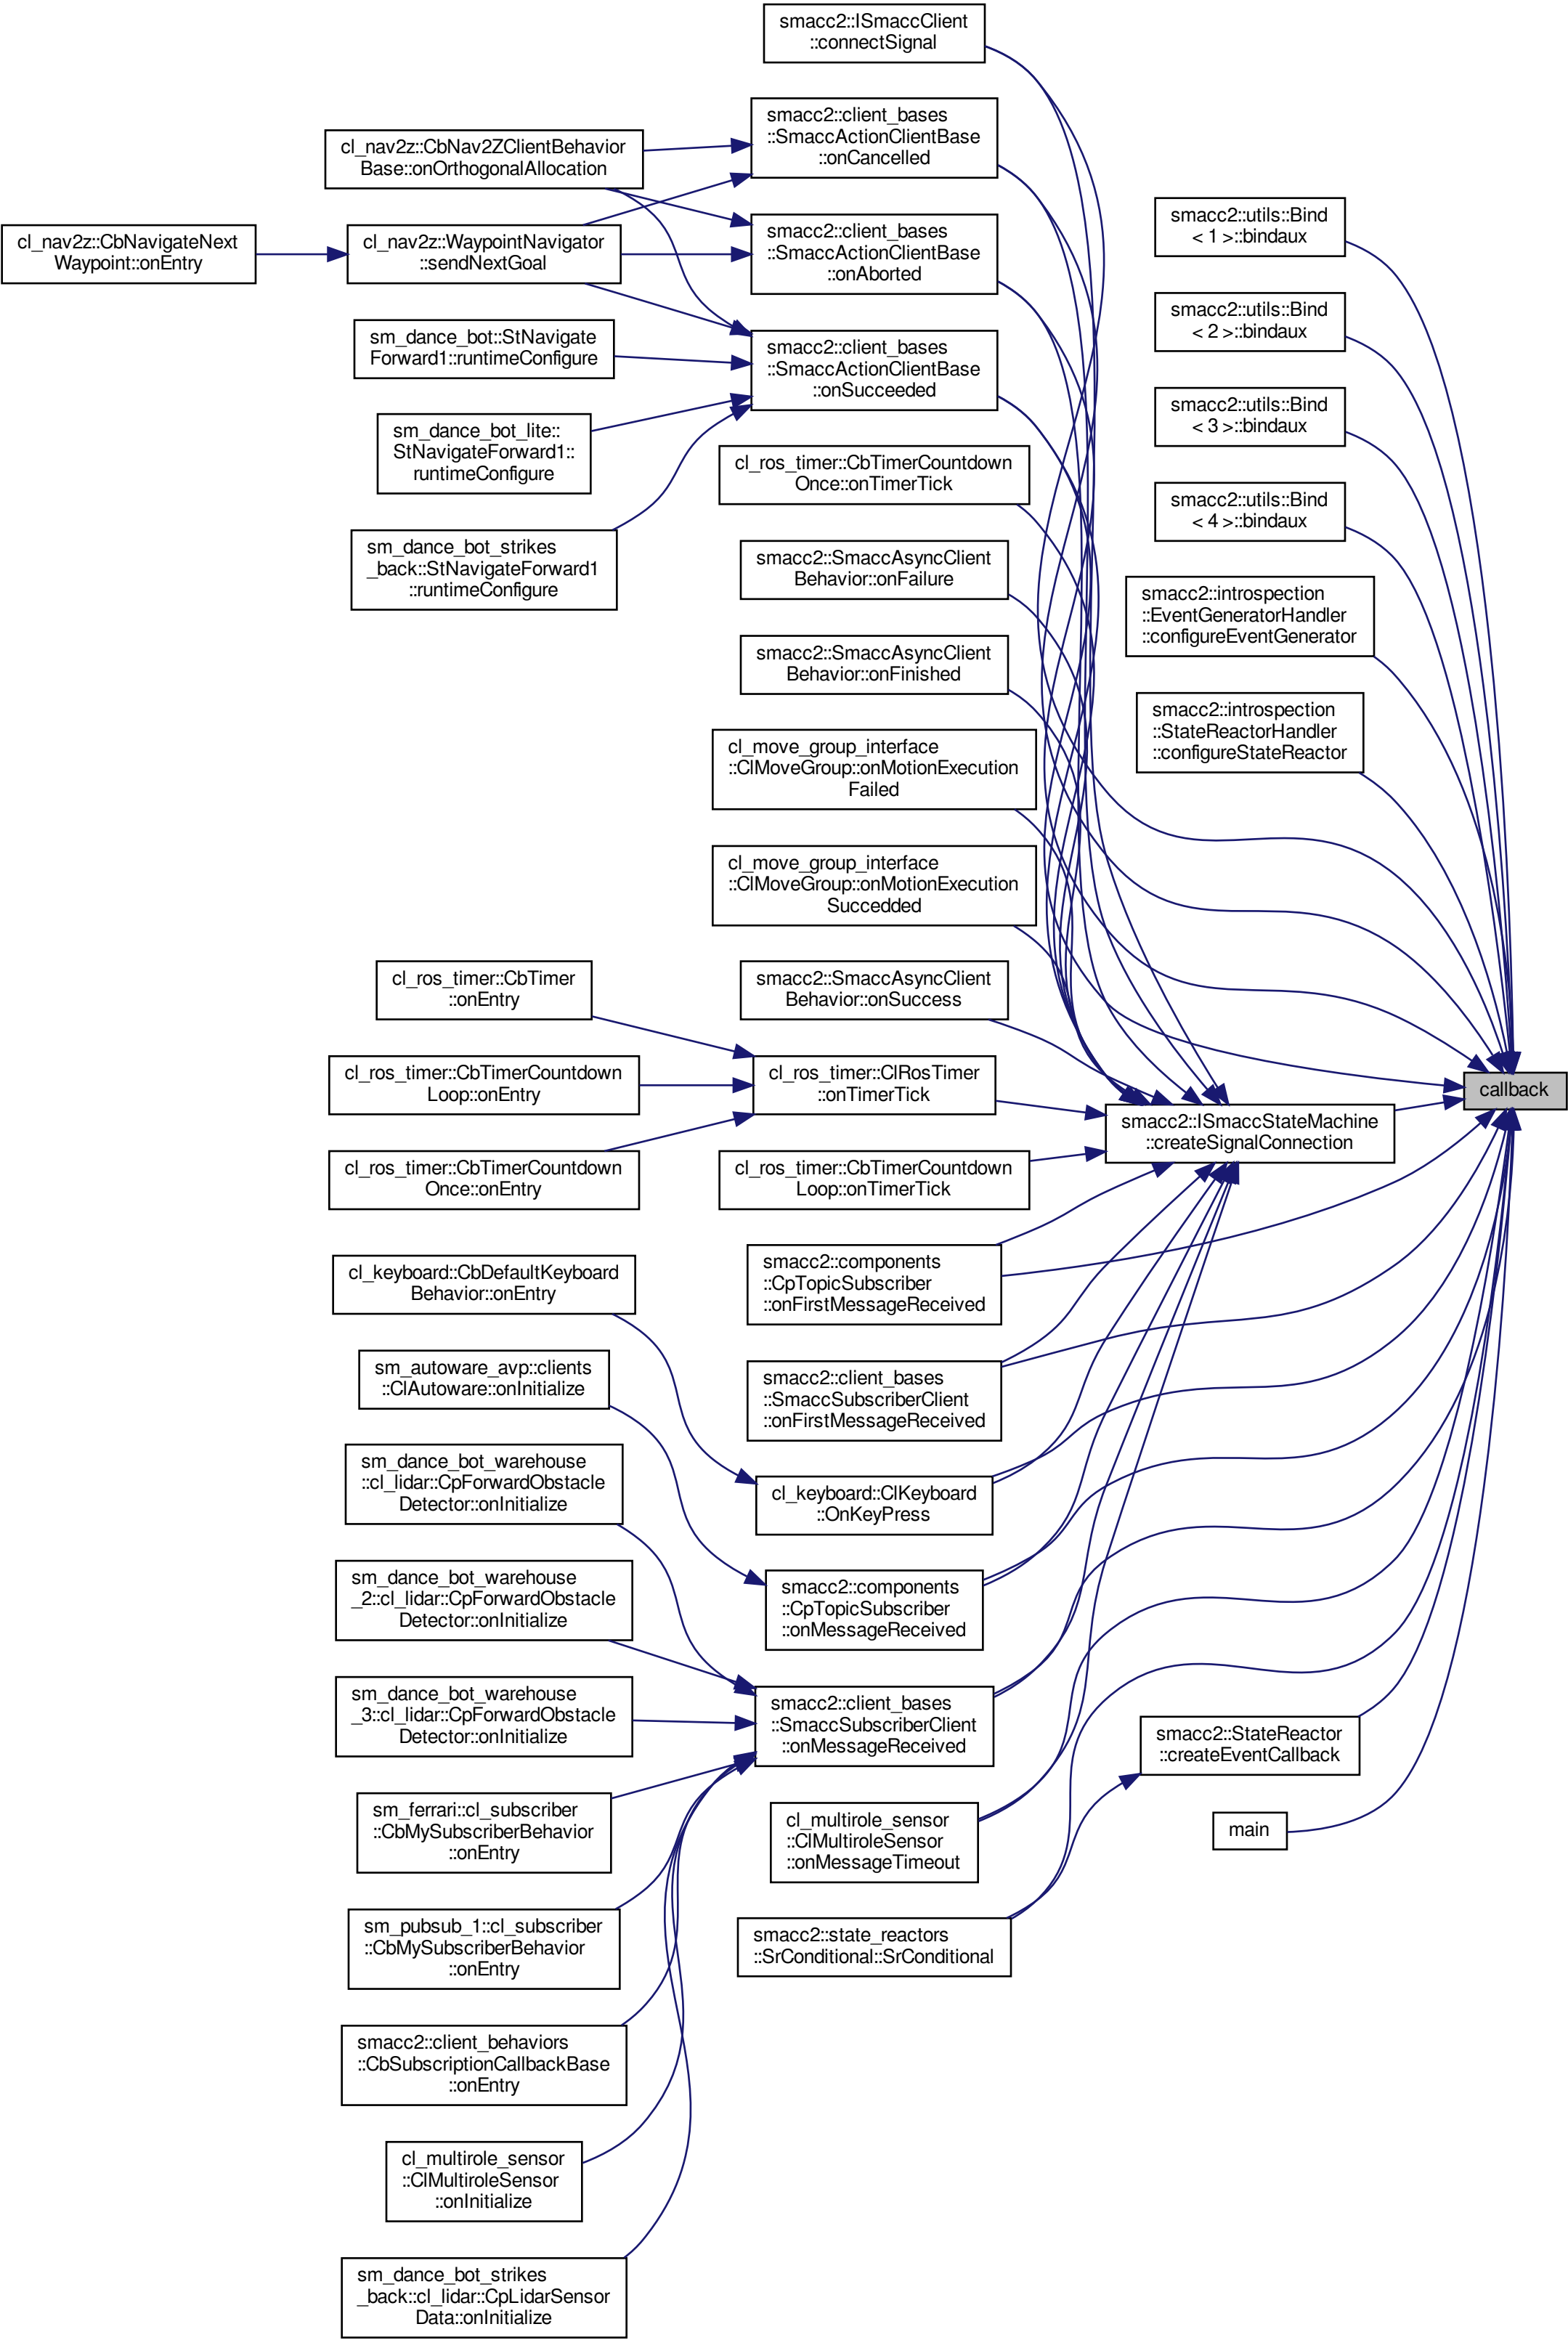 smacc2::ISmaccClient
::connectSignal
smacc2::client_bases
::SmaccActionClientBase
::onCancelled
cl_nav2z::CbNav2ZClientBehavior
Base::onOrthogonalAllocation
smacc2::utils::Bind
< 1 >::bindaux
smacc2::client_bases
::SmaccActionClientBase
::onAborted
cl_nav2z::CbNavigateNext
Waypoint::onEntry
cl_nav2z::WaypointNavigator
::sendNextGoal
smacc2::utils::Bind
< 2 >::bindaux
sm_dance_bot::StNavigate
Forward1::runtimeConfigure
smacc2::client_bases
::SmaccActionClientBase
::onSucceeded
smacc2::utils::Bind
< 3 >::bindaux
sm_dance_bot_lite::
StNavigateForward1::
runtimeConfigure
cl_ros_timer::CbTimerCountdown
Once::onTimerTick
smacc2::utils::Bind
< 4 >::bindaux
sm_dance_bot_strikes
_back::StNavigateForward1
::runtimeConfigure
smacc2::SmaccAsyncClient
Behavior::onFailure
smacc2::introspection
::EventGeneratorHandler
::configureEventGenerator
smacc2::SmaccAsyncClient
Behavior::onFinished
smacc2::introspection
::StateReactorHandler
::configureStateReactor
cl_move_group_interface
::ClMoveGroup::onMotionExecution
Failed
cl_move_group_interface
::ClMoveGroup::onMotionExecution
Succedded
cl_ros_timer::CbTimer
::onEntry
smacc2::SmaccAsyncClient
Behavior::onSuccess
cl_ros_timer::CbTimerCountdown
Loop::onEntry
cl_ros_timer::ClRosTimer
::onTimerTick
callback
smacc2::ISmaccStateMachine
::createSignalConnection
cl_ros_timer::CbTimerCountdown
Once::onEntry
cl_ros_timer::CbTimerCountdown
Loop::onTimerTick
cl_keyboard::CbDefaultKeyboard
Behavior::onEntry
smacc2::components
::CpTopicSubscriber
::onFirstMessageReceived
sm_autoware_avp::clients
::ClAutoware::onInitialize
smacc2::client_bases
::SmaccSubscriberClient
::onFirstMessageReceived
sm_dance_bot_warehouse
::cl_lidar::CpForwardObstacle
Detector::onInitialize
cl_keyboard::ClKeyboard
::OnKeyPress
sm_dance_bot_warehouse
_2::cl_lidar::CpForwardObstacle
Detector::onInitialize
smacc2::components
::CpTopicSubscriber
::onMessageReceived
sm_dance_bot_warehouse
_3::cl_lidar::CpForwardObstacle
Detector::onInitialize
smacc2::client_bases
::SmaccSubscriberClient
::onMessageReceived
smacc2::StateReactor
::createEventCallback
sm_ferrari::cl_subscriber
::CbMySubscriberBehavior
::onEntry
cl_multirole_sensor
::ClMultiroleSensor
::onMessageTimeout
main
sm_pubsub_1::cl_subscriber
::CbMySubscriberBehavior
::onEntry
smacc2::state_reactors
::SrConditional::SrConditional
smacc2::client_behaviors
::CbSubscriptionCallbackBase
::onEntry
cl_multirole_sensor
::ClMultiroleSensor
::onInitialize
sm_dance_bot_strikes
_back::cl_lidar::CpLidarSensor
Data::onInitialize